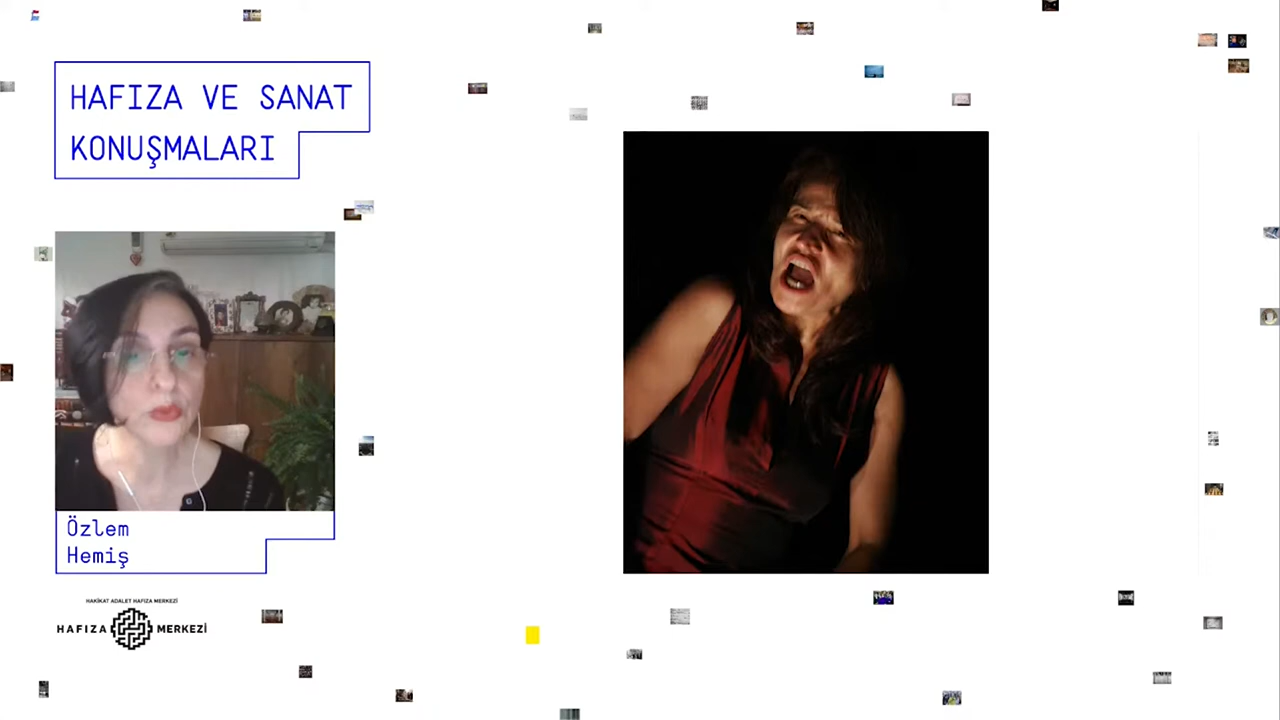 HAFIZA VE SANAT
KONUŞMALARI
Özlem
Hemiş
HAKİKAT ADALET HAFIZA MERKEZİ
HAFIZA MERKEZİ